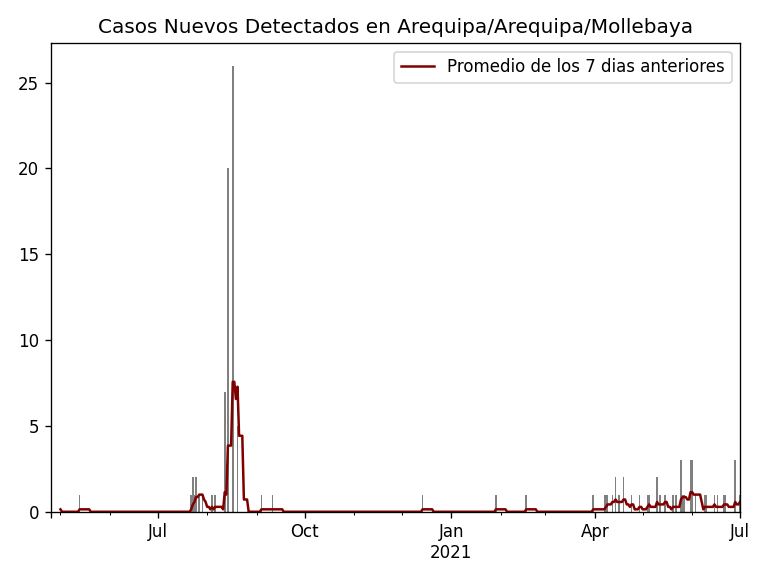 Casos Nuevos Detectados en Arequipa/Arequipa/Mollebaya
Promedio de los 7 dias anteriores
25
20
15
10
5
0
Jul
Oct
Jan
2021
Apr
Jul